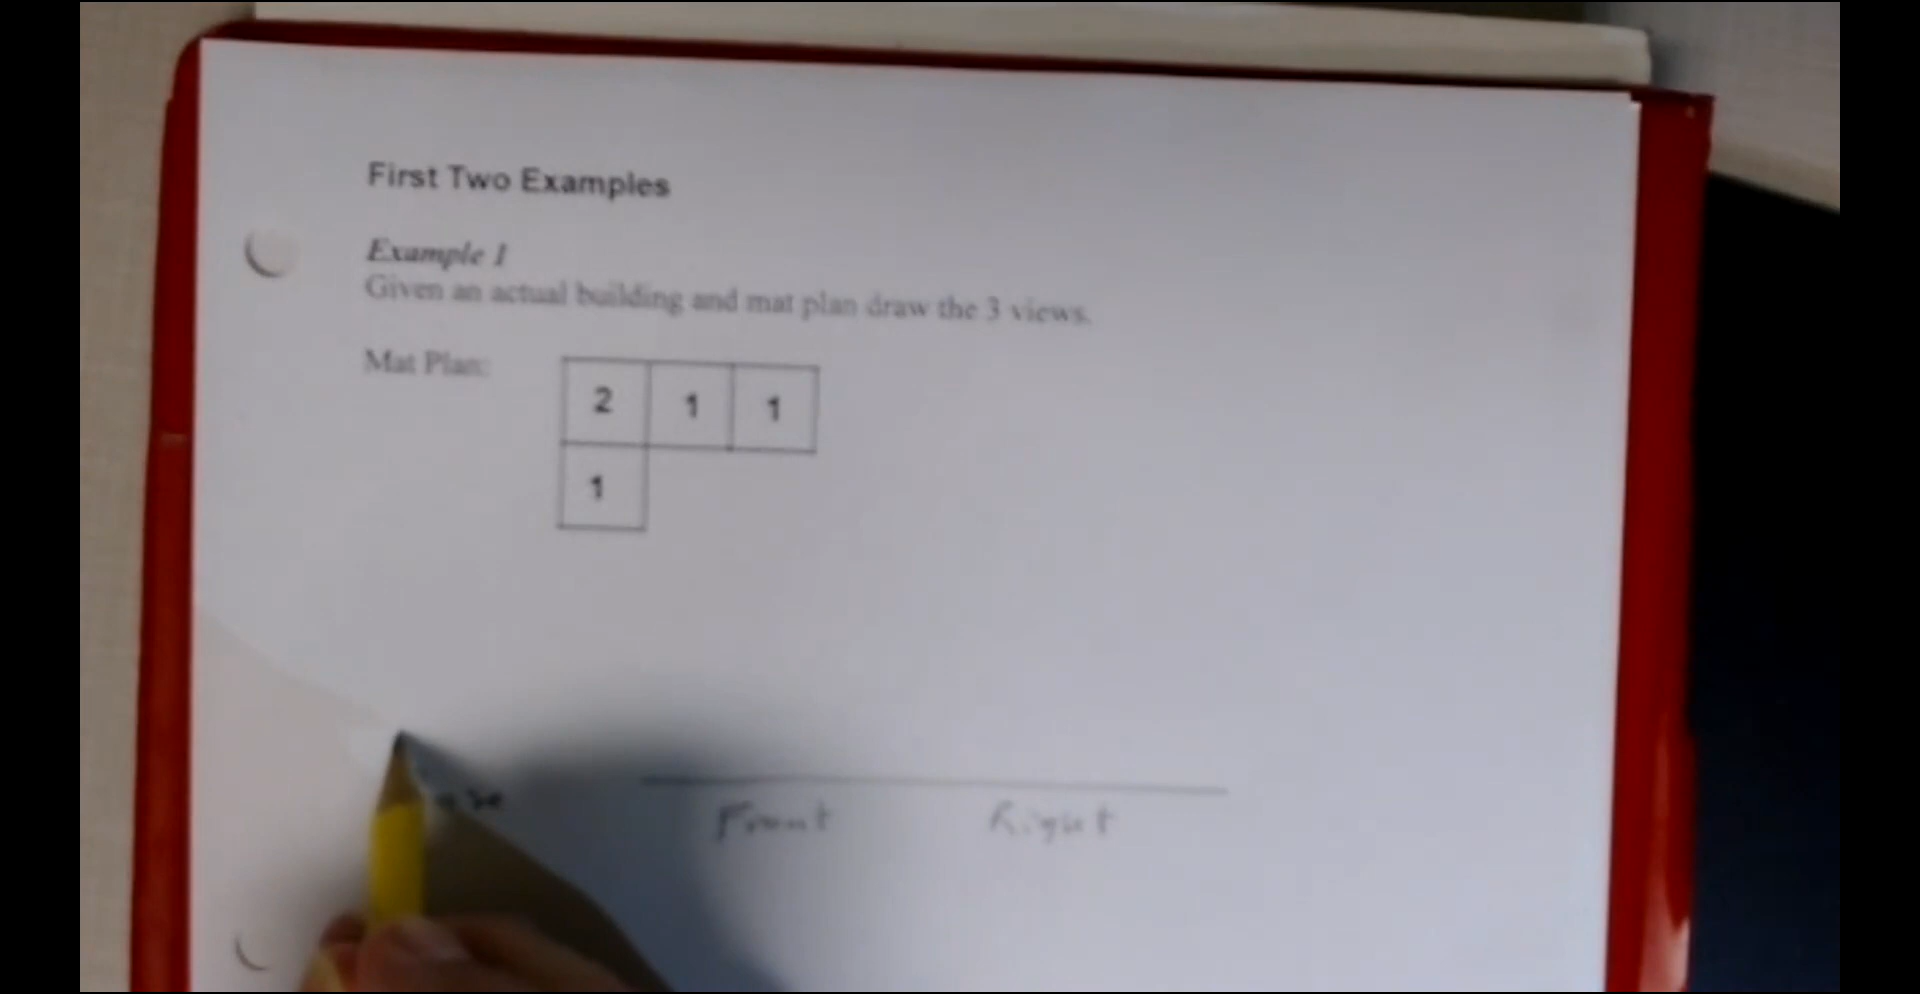 First Two Examples
Example 1
Given an actual building and mat plan draw the 3 views.
Mat Plan:
2 1 1
1
Front Right